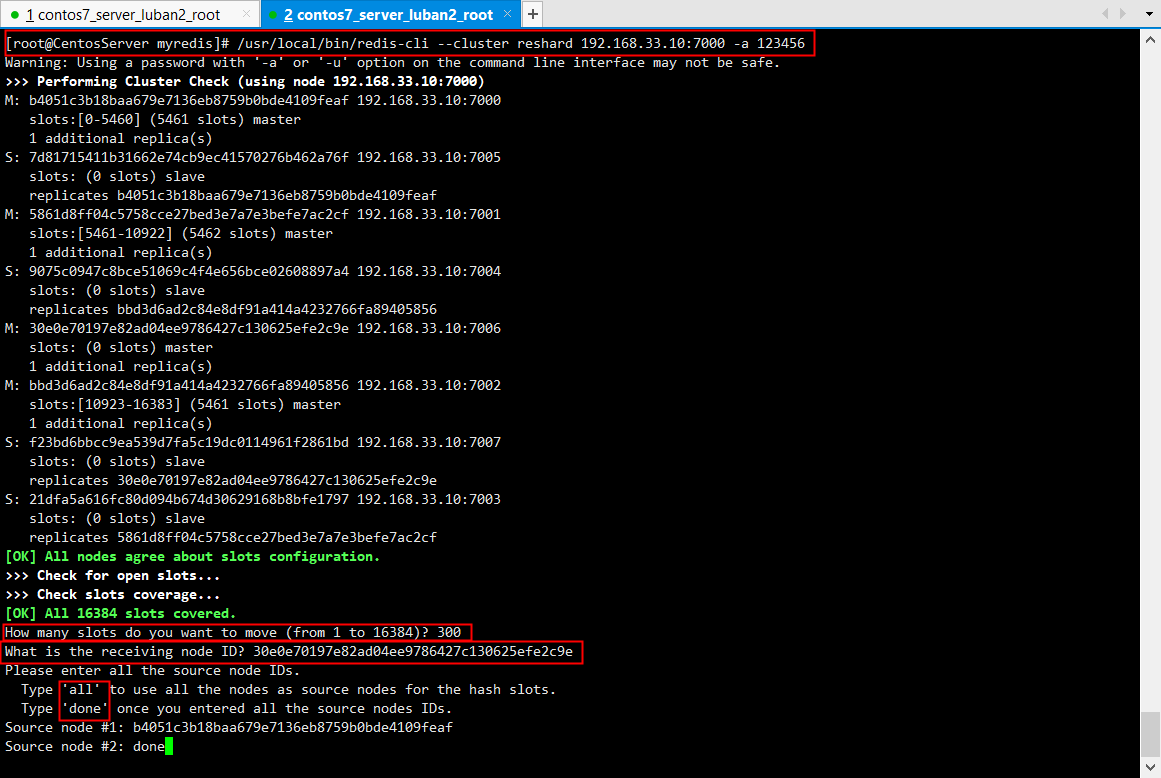 1 contos7_server_luban2_root × 2 contos7_server_luban2_root × +
[root@CentosServer myredis]# /usr/local/bin/redis-cli --cluster reshard 192.168.33.10:7000 -a 123456
Warning: Using a password with '-a' or '-u' option on the command line interface may not be safe.
>>> Performing Cluster Check (using node 192.168.33.10:7000)
M: b4051c3b18baa679e7136eb8759b0bde4109feaf 192.168.33.10:7000
   slots:[0-5460] (5461 slots) master
   1 additional replica(s)
S: 7d81715411b31662e74cb9ec41570276b462a76f 192.168.33.10:7005
   slots: (0 slots) slave
   replicates b4051c3b18baa679e7136eb8759b0bde4109feaf
M: 5861d8ff04c5758cce27bed3e7a7e3befe7ac2cf 192.168.33.10:7001
   slots:[5461-10922] (5462 slots) master
   1 additional replica(s)
S: 9075c0947c8bce51069c4f4e656bce02608897a4 192.168.33.10:7004
   slots: (0 slots) slave
   replicates bbd3d6ad2c84e8df91a414a4232766fa89405856
M: 30e0e70197e82ad04ee9786427c130625efe2c9e 192.168.33.10:7006
   slots: (0 slots) master
   1 additional replica(s)
M: bbd3d6ad2c84e8df91a414a4232766fa89405856 192.168.33.10:7002
   slots:[10923-16383] (5461 slots) master
   1 additional replica(s)
S: f23bd6bbcc9ea539d7fa5c19dc0114961f2861bd 192.168.33.10:7007
   slots: (0 slots) slave
   replicates 30e0e70197e82ad04ee9786427c130625efe2c9e
S: 21dfa5a616fc80d094b674d30629168b8bfe1797 192.168.33.10:7003
   slots: (0 slots) slave
   replicates 5861d8ff04c5758cce27bed3e7a7e3befe7ac2cf
[OK] All nodes agree about slots configuration.
>>> Check for open slots...
>>> Check slots coverage...
[OK] All 16384 slots covered.
How many slots do you want to move (from 1 to 16384)? 300
What is the receiving node ID? 30e0e70197e82ad04ee9786427c130625efe2c9e
Please enter all the source node IDs.
  Type 'all' to use all the nodes as source nodes for the hash slots.
  Type 'done' once you entered all the source nodes IDs.
Source node #1: b4051c3b18baa679e7136eb8759b0bde4109feaf
Source node #2: done